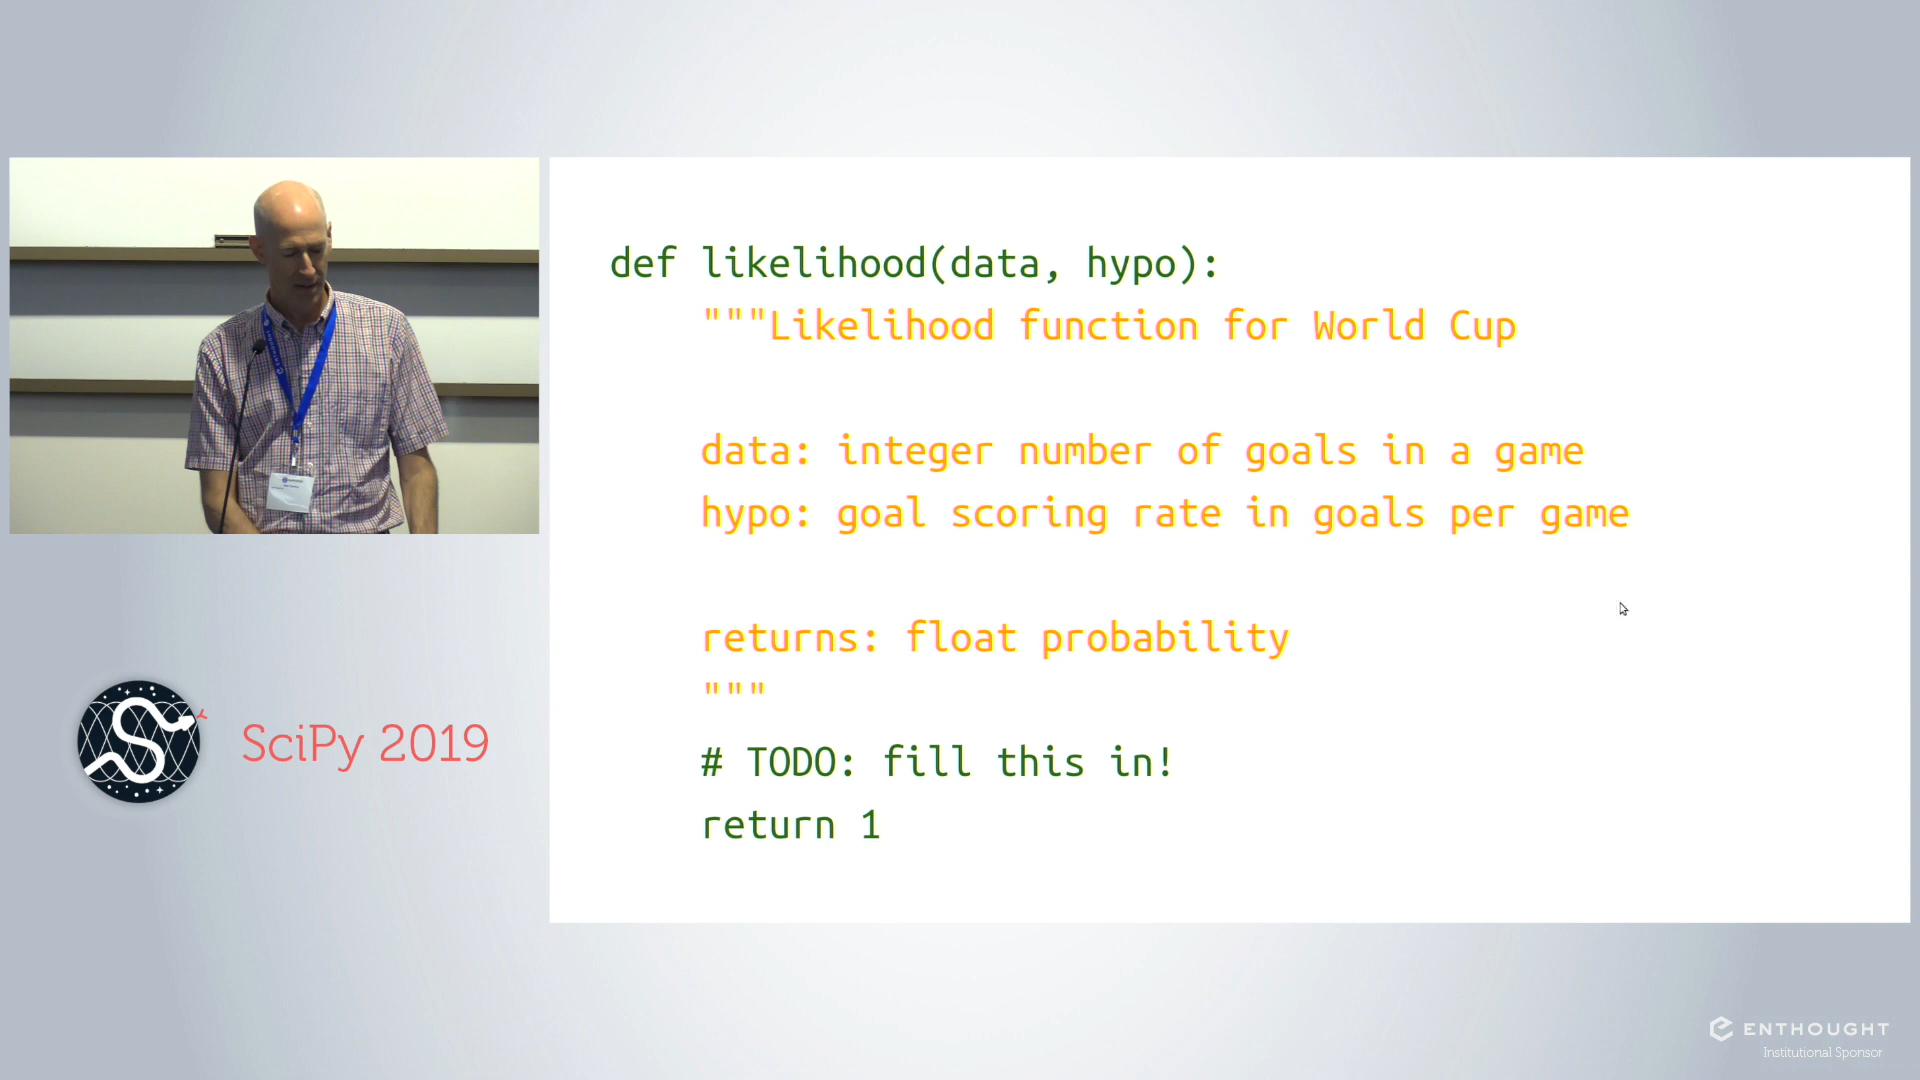 def likelihood(data, hypo):
"""Likelihood function for World Cup
data: integer number of goals in a game
hypo: goal scoring rate in goals per game
returns: float probability
"""
# TODO: fill this in!
return 1
SciPy 2019
ENTHOUGHT
Institutional Sponsor